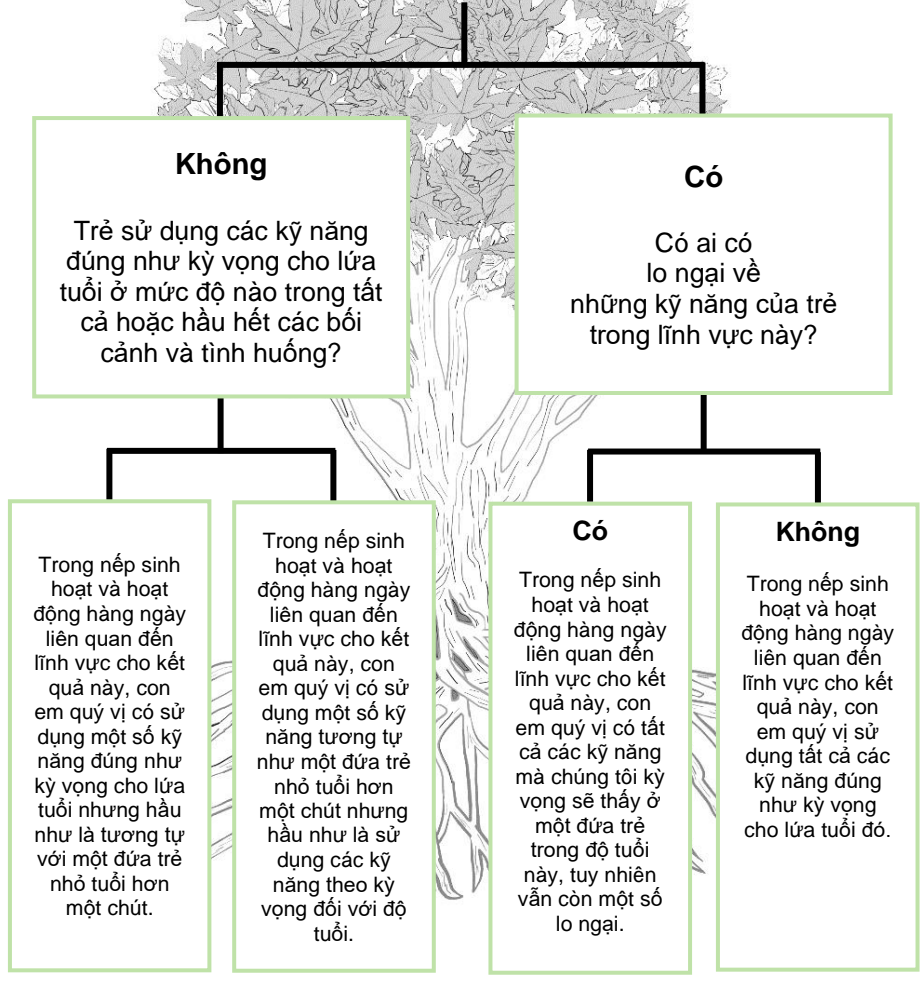 Không
Trẻ sử dụng các kỹ năng
đúng như kỳ vọng cho lứa
tuổi ở mức độ nào trong tất
cả hoặc hầu hết các bối
cảnh và tình huống?
Có
Có ai có
lo ngại về
những kỹ năng của trẻ
trong lĩnh vực này?
Trong nếp sinh
hoạt và hoạt
động hàng ngày
liên quan đến
lĩnh vực cho kết
quả này, con
em quý vị có sử
dụng một số kỹ
năng đúng như
kỳ vọng cho lứa
tuổi nhưng hầu
như là tương tự
với một đứa trẻ
nhỏ tuổi hơn
một chút.
Trong nếp sinh
hoạt và hoạt
động hàng ngày
liên quan đến
lĩnh vực cho kết
quả này, con
em quý vị có sử
dụng một số kỹ
năng tương tự
như một đứa trẻ
nhỏ tuổi hơn
một chút nhưng
hầu như là sử
dụng các kỹ
năng theo kỳ
vọng đối với độ
tuổi.
Có
Trong nếp sinh
hoạt và hoạt
động hàng ngày
liên quan đến
lĩnh vực cho kết
quả này, con
em quý vị có tất
cả các kỹ năng
mà chúng tôi kỳ
vọng sẽ thấy ở
một đứa trẻ
trong độ tuổi
này, tuy nhiên
vẫn còn một số
lo ngại.
Không
Trong nếp sinh
hoạt và hoạt
động hàng ngày
liên quan đến
lĩnh vực cho kết
quả này, con
em quý vị sử
dụng tất cả các
kỹ năng đúng
như kỳ vọng
cho lứa tuổi đó.